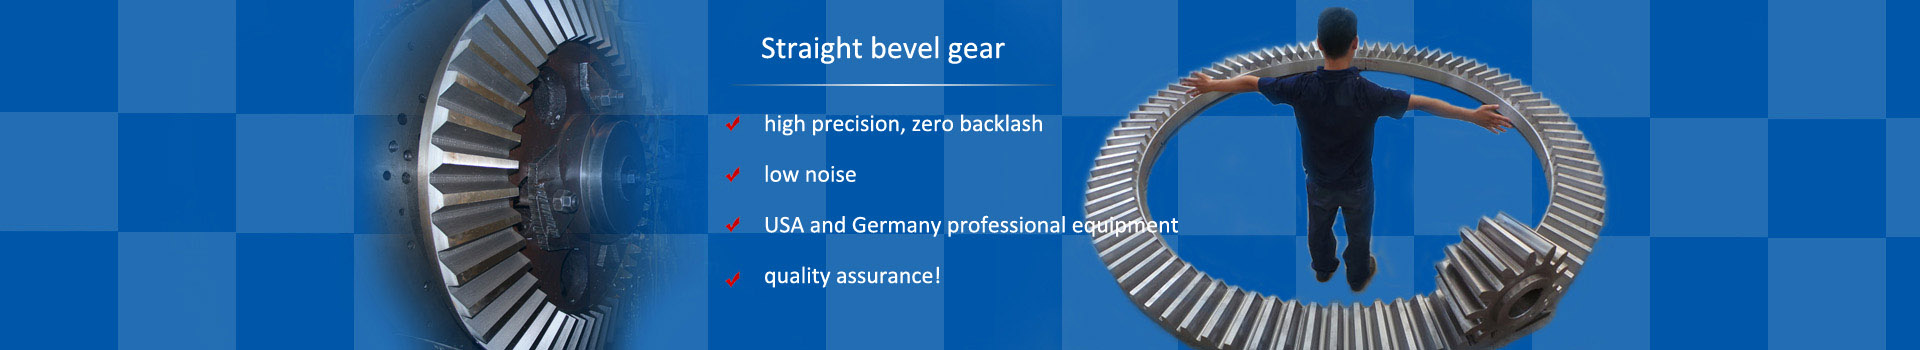 Straight bevel gear
high precision, zero backlash
low noise
USA and Germany professional equipment
quality assurance!